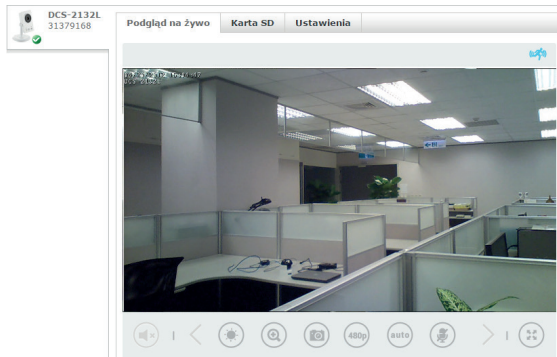 DCS-2132L
31379168
Podgląd na żywo
Karta SD
Ustawienia
480p
auto